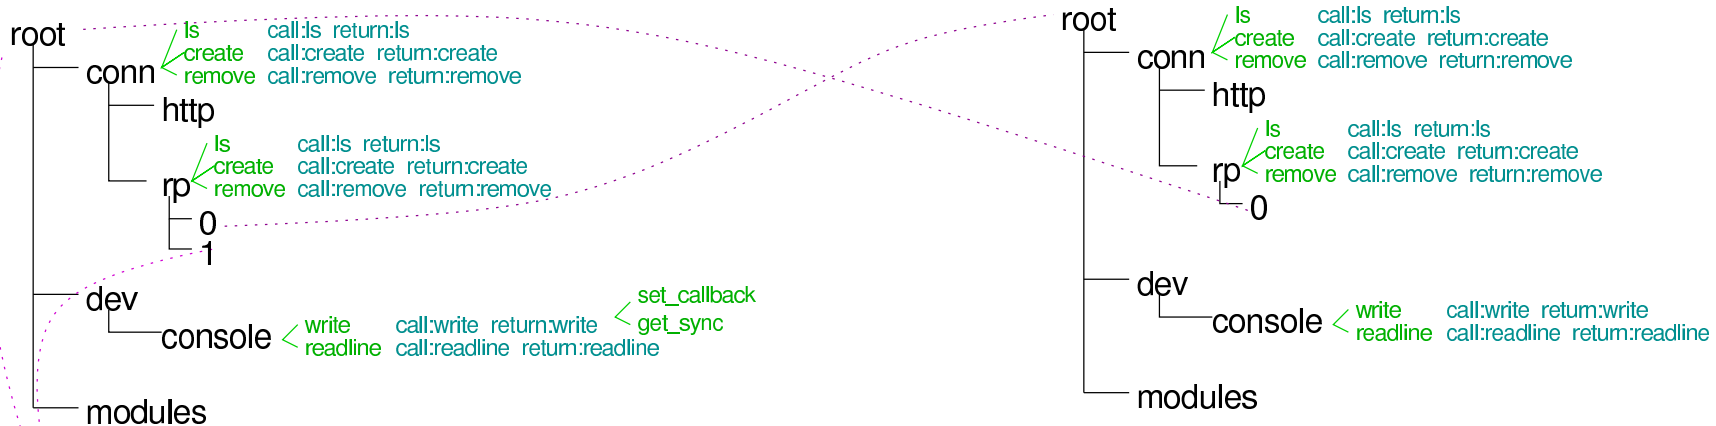 root
ls call:ls return:ls
create call:create return:create
conn
remove call:remove return:remove
http
ls call:ls return:ls
create call:create return:create
rp
remove call:remove return:remove
0
1
dev
set_callback
get_sync
write call:write return:write
console
readline call:readline return:readline
modules
root
ls call:ls return:ls
create call:create return:create
conn
remove call:remove return:remove
http
ls call:ls return:ls
create call:create return:create
rp
remove call:remove return:remove
0
dev
write call:write return:write
console
readline call:readline return:readline
modules